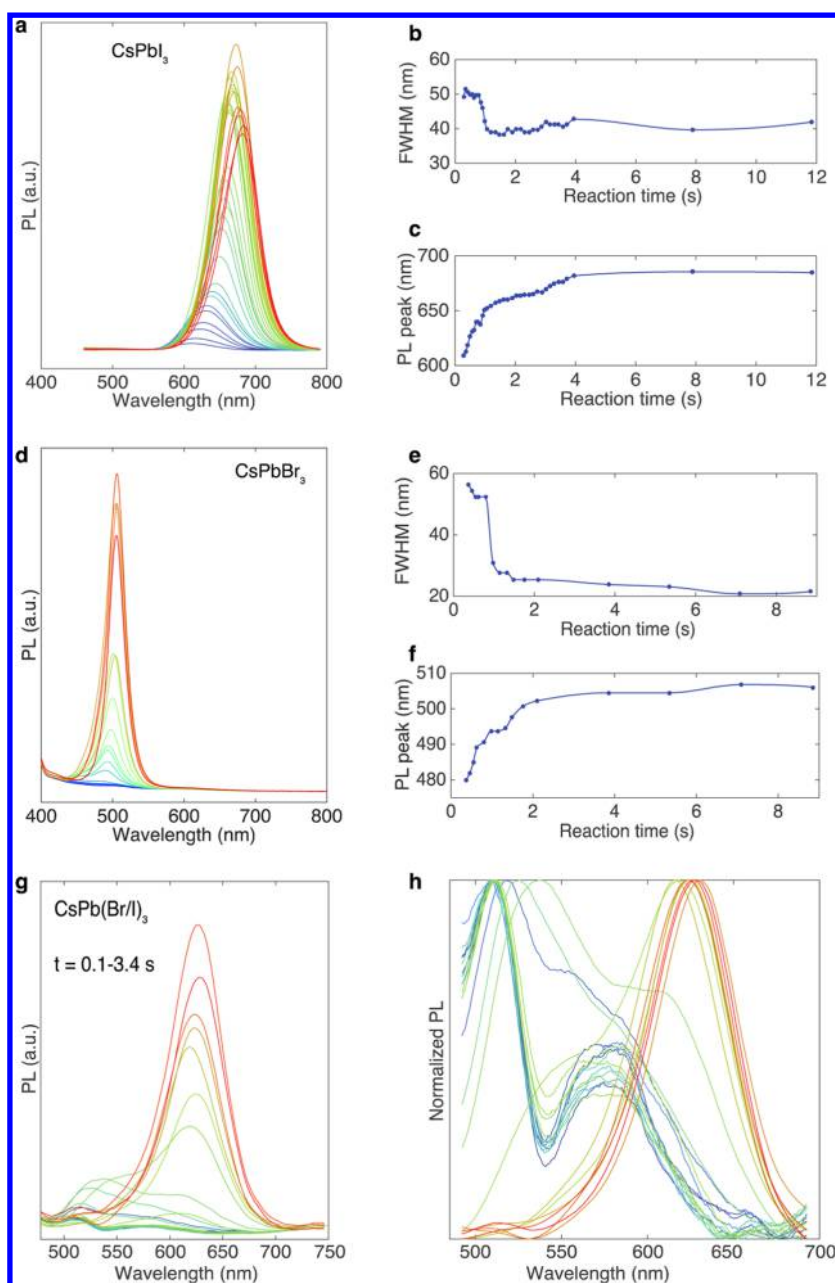 a
CsPbI3
PL (a.u.)
400 500 600 700 800
Wavelength (nm)
b
FWHM (nm)
60
50
40
30
0 2 4 6 8 10 12
Reaction time (s)
c
PL peak (nm)
700
650
600
0 2 4 6 8 10 12
Reaction time (s)
d
CsPbBr3
PL (a.u.)
400 500 600 700 800
Wavelength (nm)
e
FWHM (nm)
60
40
20
0 2 4 6 8
Reaction time (s)
f
PL peak (nm)
510
500
490
480
0 2 4 6 8
Reaction time (s)
g
CsPb(Br/I)3
t = 0.1-3.4 s
PL (a.u.)
500 550 600 650 700 750
Wavelength (nm)
h
Normalized PL
500 550 600 650 700
Wavelength (nm)